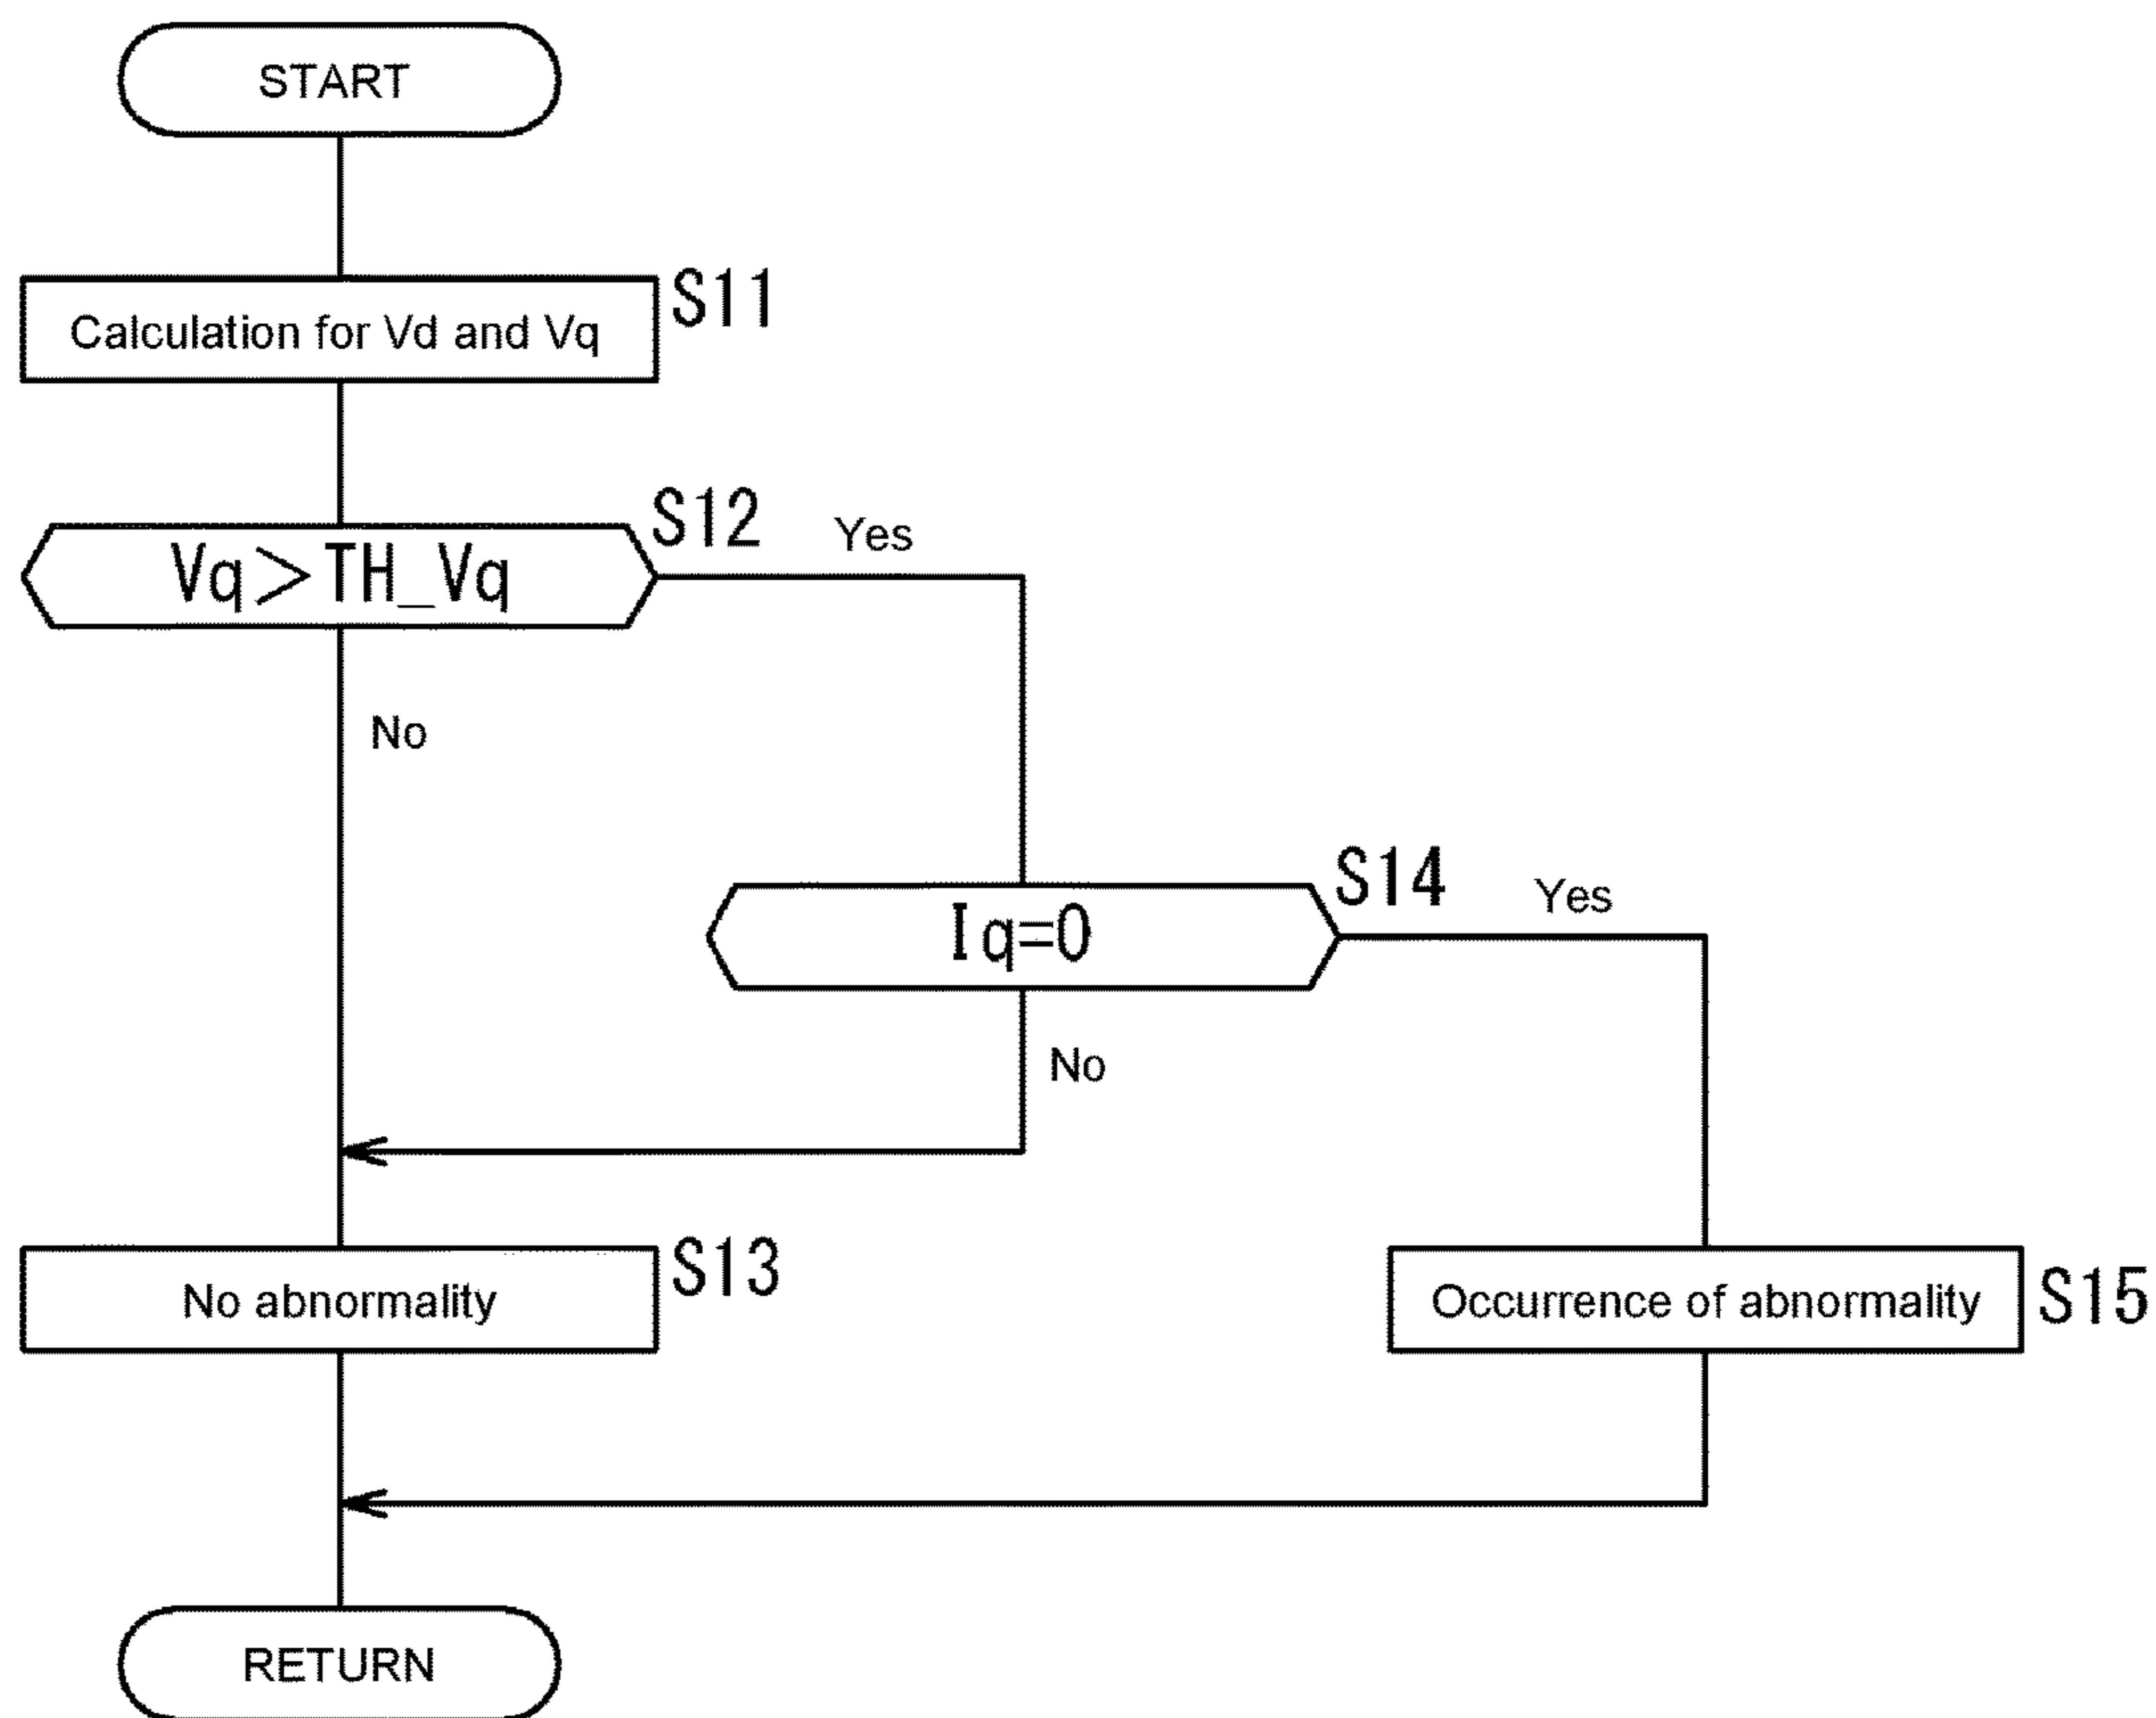 START
Calculation for Vd and Vq
S11
Vq>TH_Vq
S12
Yes
No
Iq=0
S14
Yes
No
No abnormality
S13
Occurrence of abnormality
S15
RETURN